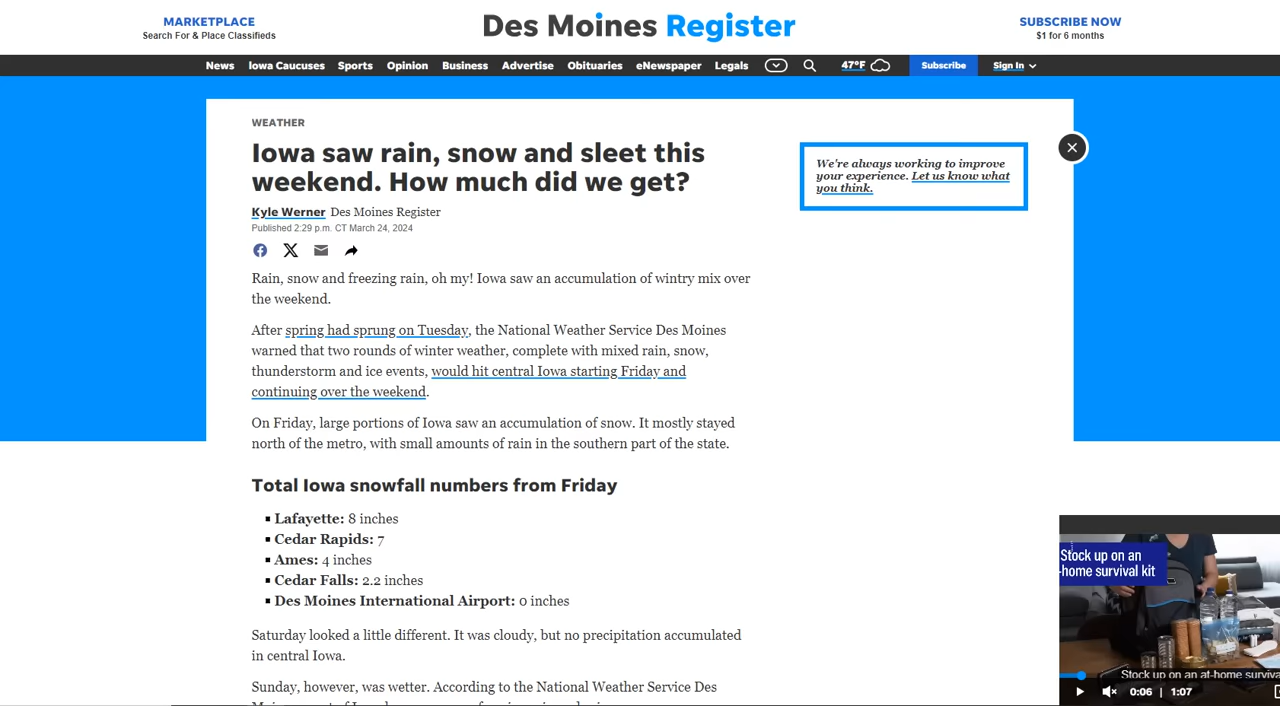 MARKETPLACE
Search For & Place Classifieds
Des Moines Register
SUBSCRIBE NOW
$1 for 6 months
News Iowa Caucuses Sports Opinion Business Advertise Obituaries eNewspaper Legals 47°F Subscribe Sign In
WEATHER
Iowa saw rain, snow and sleet this
weekend. How much did we get?
Kyle Werner Des Moines Register
Published 2:29 p.m. CT March 24, 2024
We're always working to improve
your experience. Let us know what
you think.
Rain, snow and freezing rain, oh my! Iowa saw an accumulation of wintry mix over
the weekend.
After spring had sprung on Tuesday, the National Weather Service Des Moines
warned that two rounds of winter weather, complete with mixed rain, snow,
thunderstorm and ice events, would hit central Iowa starting Friday and
continuing over the weekend.
On Friday, large portions of Iowa saw an accumulation of snow. It mostly stayed
north of the metro, with small amounts of rain in the southern part of the state.
Total Iowa snowfall numbers from Friday
▪ Lafayette: 8 inches
▪ Cedar Rapids: 7
▪ Ames: 4 inches
▪ Cedar Falls: 2.2 inches
▪ Des Moines International Airport: 0 inches
Saturday looked a little different. It was cloudy, but no precipitation accumulated
in central Iowa.
Sunday, however, was wetter. According to the National Weather Service Des
Stock up on an
-home survival kit
Stock up on an at-home surviva
0:06 | 1:07